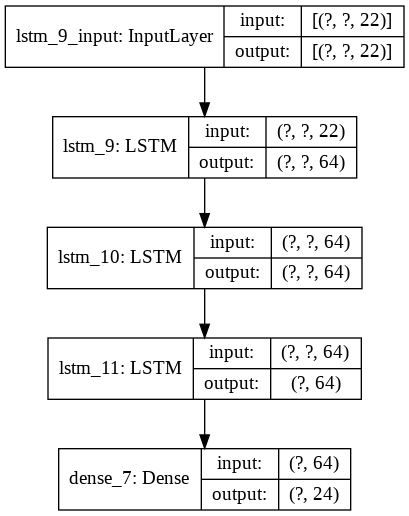 lstm_9_input: InputLayer
input: [(?, ?, 22)]
output: [(?, ?, 22)]
lstm_9: LSTM
input: (?, ?, 22)
output: (?, ?, 64)
lstm_10: LSTM
input: (?, ?, 64)
output: (?, ?, 64)
lstm_11: LSTM
input: (?, ?, 64)
output: (?, 64)
dense_7: Dense
input: (?, 64)
output: (?, 24)